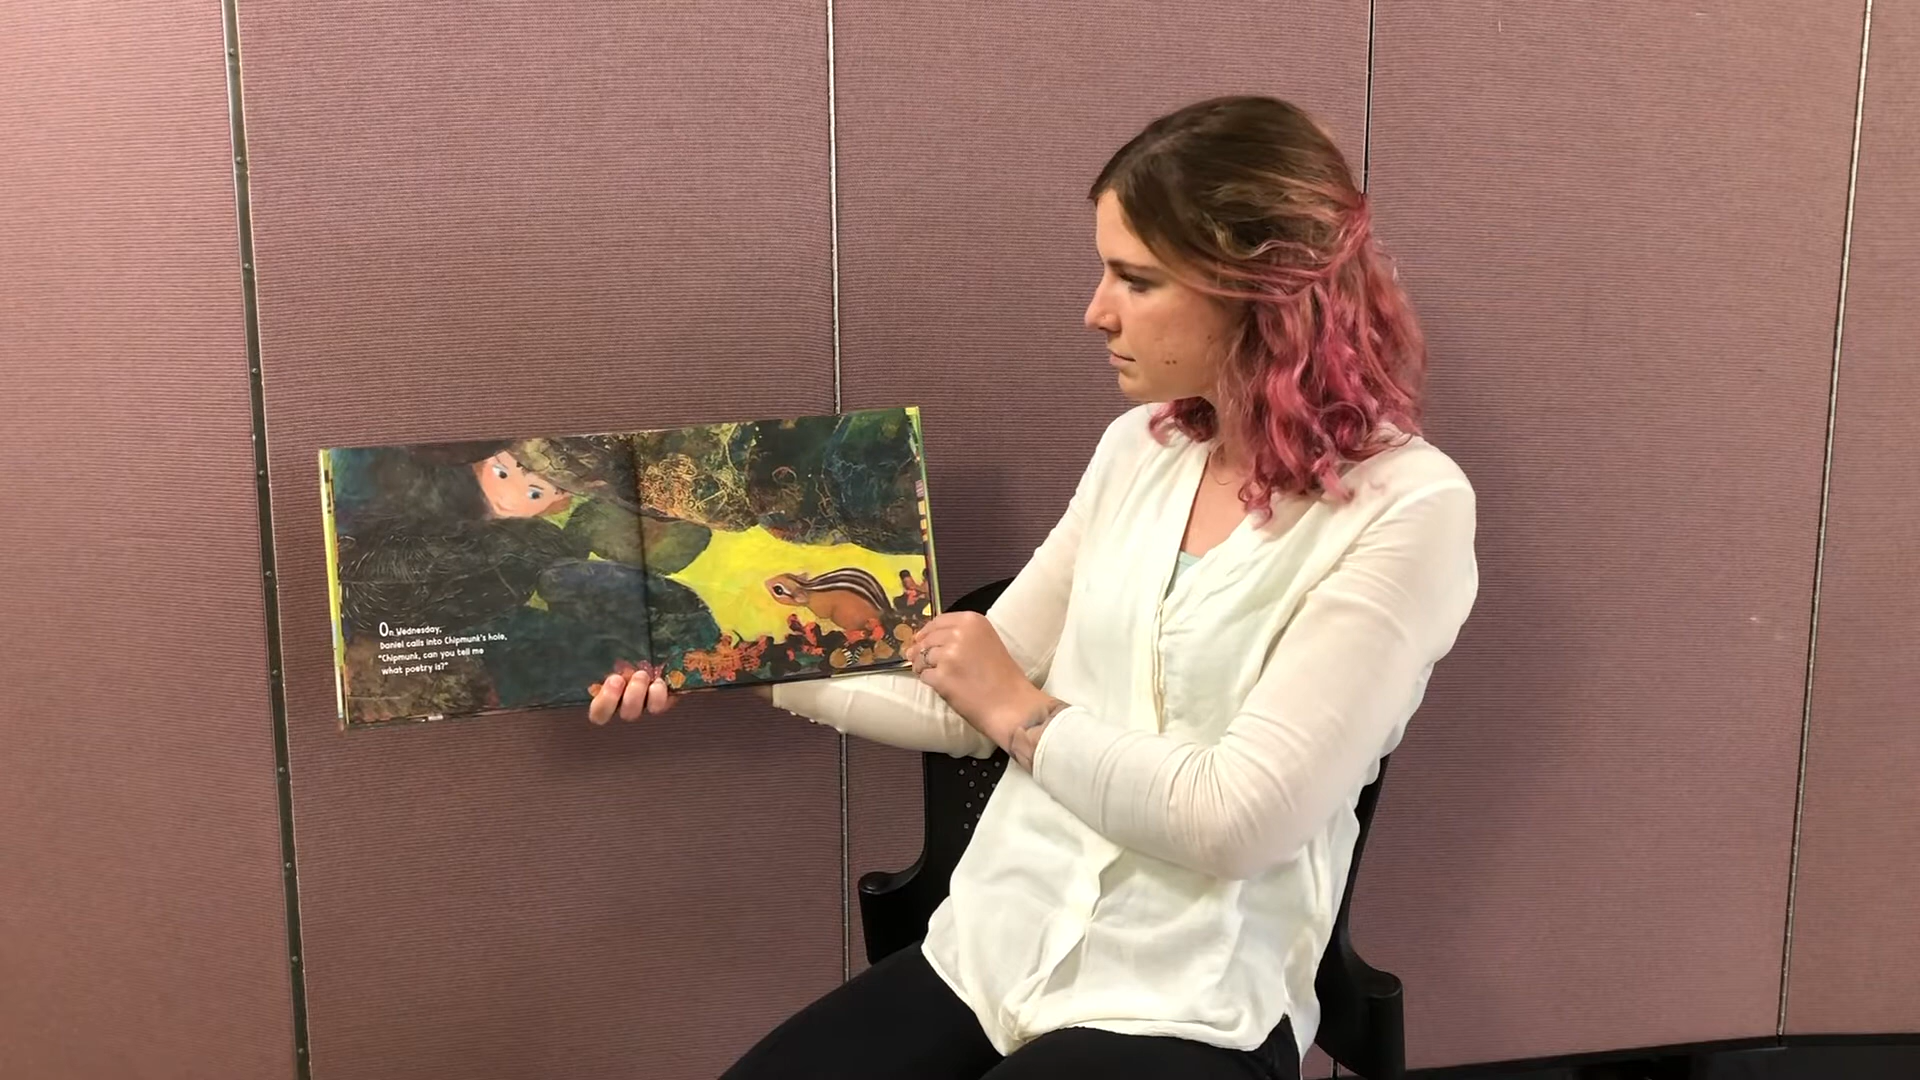 On Wednesday,
Daniel calls into Chipmunk's hole,
"Chipmunk, can you tell me
what poetry is?"